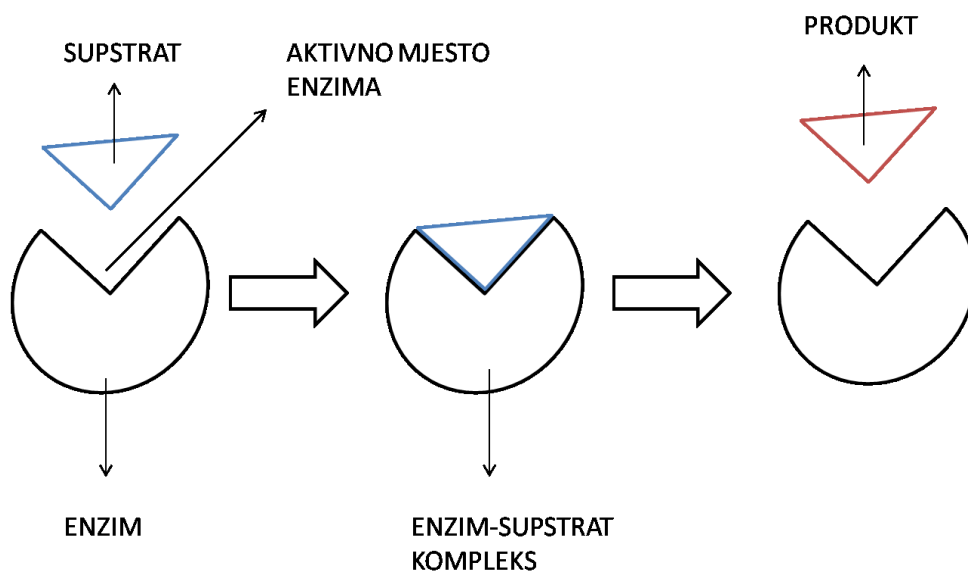 SUPSTRAT
AKTIVNO MJESTO
ENZIMA
PRODUKT
ENZIM
ENZIM-SUPSTRAT
KOMPLEKS